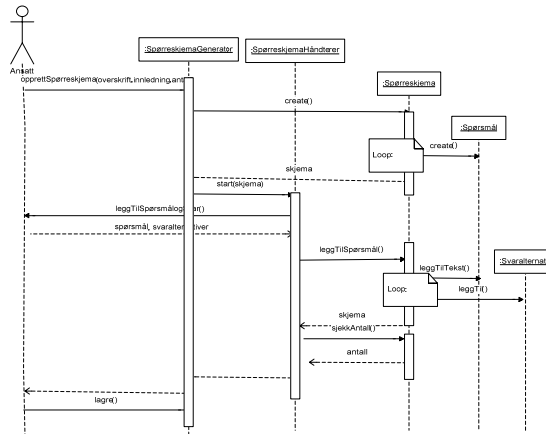 :SpørreskjemaGenerator
:SpørreskjemaHåndterer
:Spørreskjema
:Spørsmål
:Svaralternat
Ansatt
opprettSpørreskjema(overskrift,innledning,ant
create()
Loop:
create()
skjema
start(skjema)
spørsmål, svaralternativer
leggTilSpørsmål()
leggTilTekst()
Loop:
leggTil()
skjema
sjekkAntall()
antall
lagre()